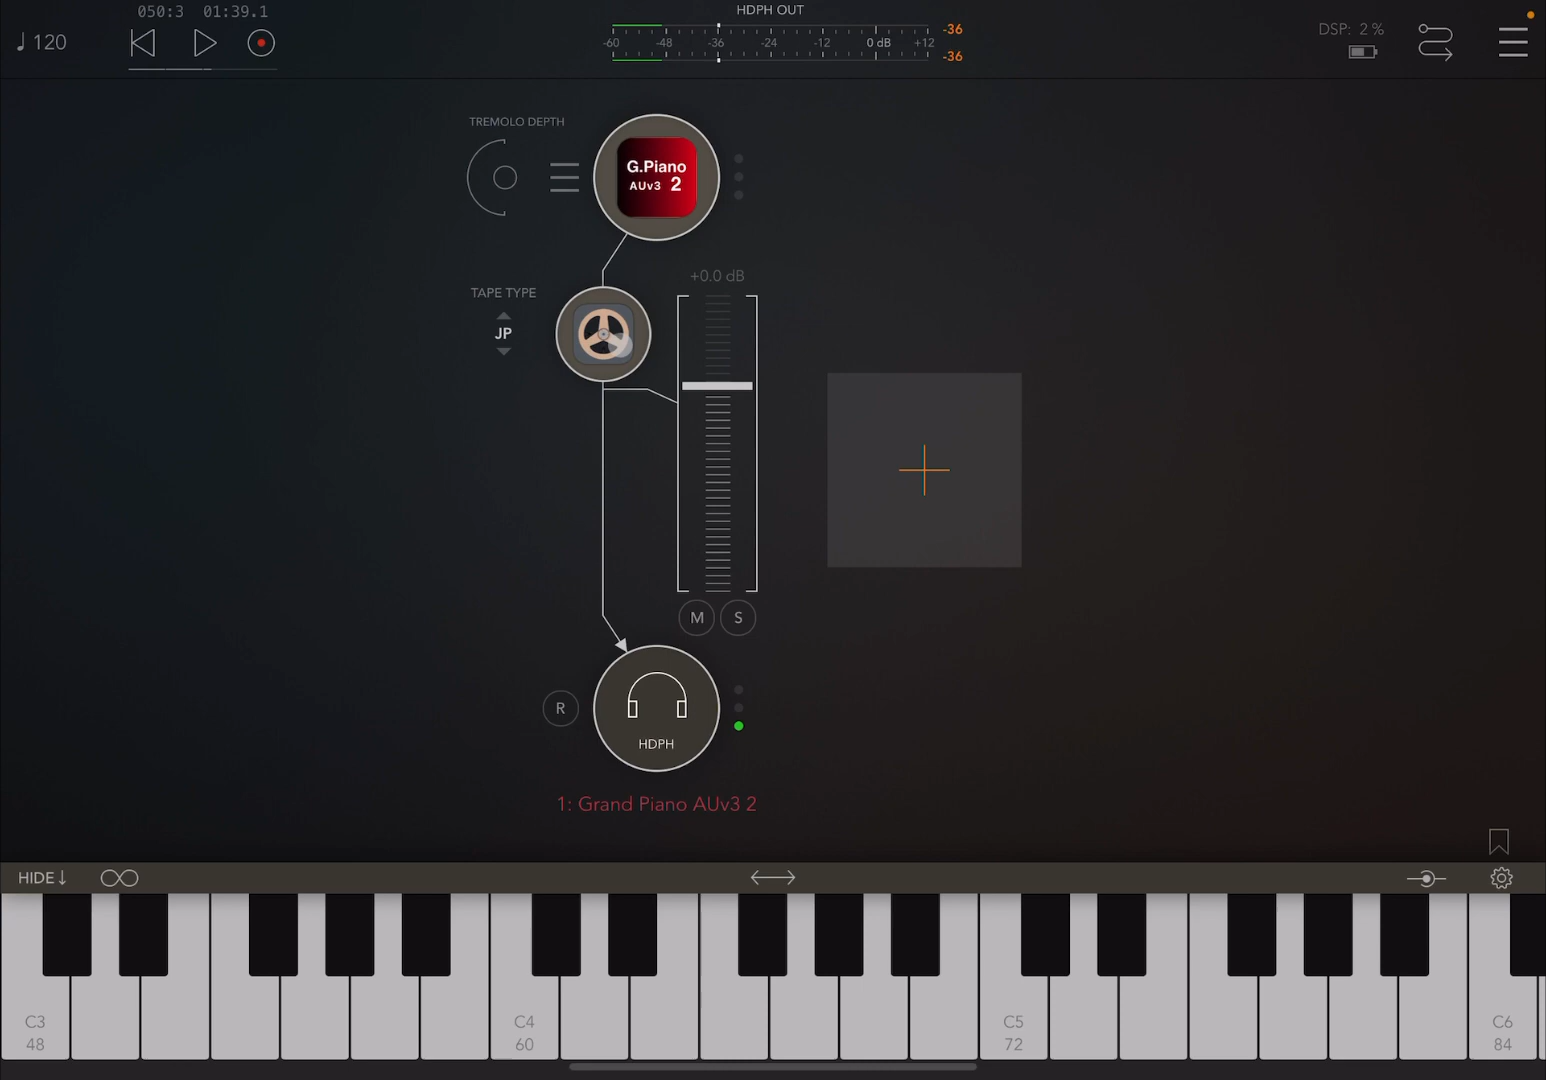 050:3 01:39.1
♩ 120
HDPH OUT
-60 -48 -36 -24 -12 0 dB +12
-36
-36
DSP: 2 %
TREMOLO DEPTH
G.Piano
AUv3 2
+0.0 dB
TAPE TYPE
JP
M S
R
HDPH
1: Grand Piano AUv3 2
HIDE↓
C3 C4 C5 C6
48 60 72 84